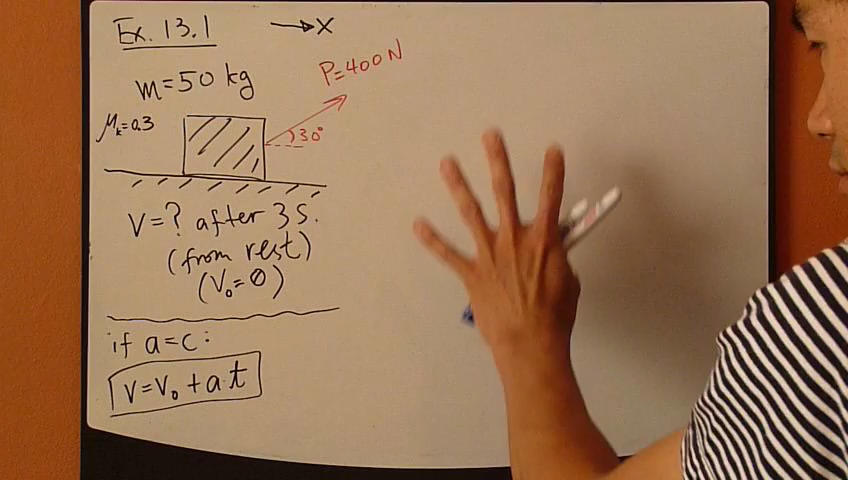 Ex. 13.1 → X
m=50 kg
P=400 N
μk=0.3
30°
V=? after 3 s.
(from rest)
(V₀=0)
if a=c:
V=V₀+a·t